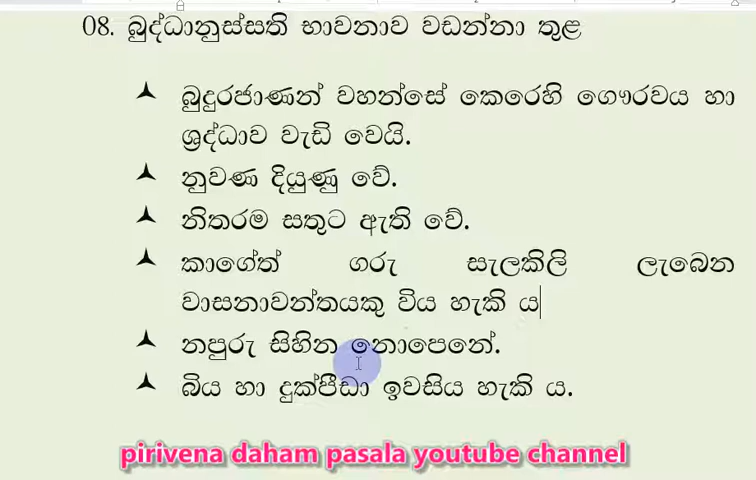 08. බුද්ධානුස්සති භාවනාව වඩන්නා තුළ
බුදුරජාණන් වහන්සේ කෙරෙහි ගෞරවය හා
ශ්‍රද්ධාව වැඩි වෙයි.
නුවණ දියුණු වේ.
නිතරම සතුට ඇති වේ.
කාගේත් ගරු සැලකිලි ලැබෙන
වාසනාවන්තයකු විය හැකි ය
නපුරු සිහින නොපෙනේ.
බිය හා දුක්පීඩා ඉවසිය හැකි ය.
pirivena daham pasala youtube channel